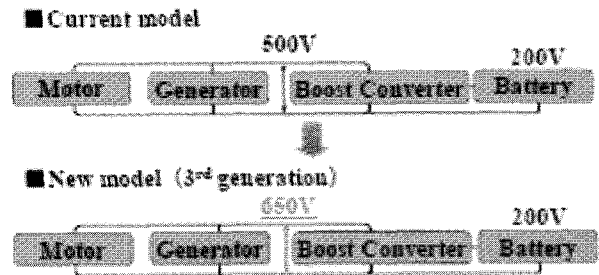 ■Current model
500V
200V
Motor Generator Boost Converter Battery
■New model (3rd generation)
650V
200V
Motor Generator Boost Converter Battery